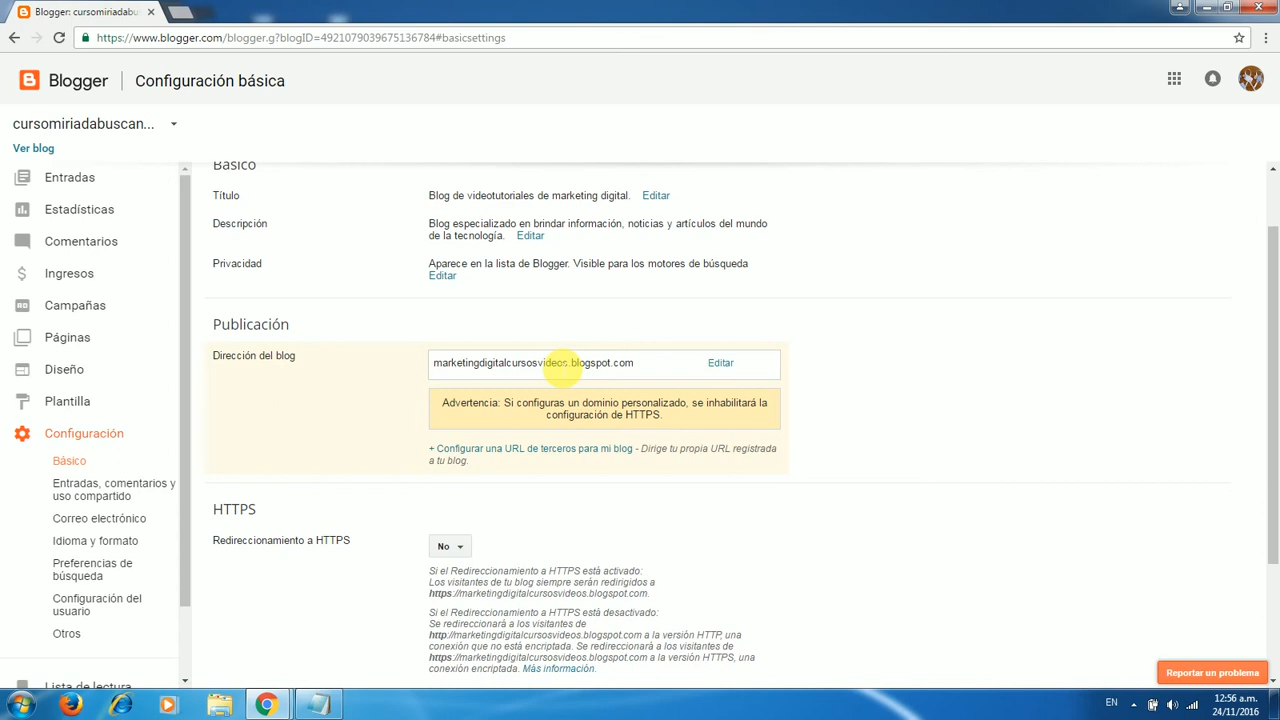 Blogger: cursomiriadabus
https://www.blogger.com/blogger.g?blogID=4921079039675136784#basicsettings
Blogger
Configuración básica
cursomiriadabuscan...
Ver blog
Entradas
Estadísticas
Comentarios
Ingresos
Campañas
Páginas
Diseño
Plantilla
Configuración
Básico
Entradas, comentarios y
uso compartido
Correo electrónico
Idioma y formato
Preferencias de
búsqueda
Configuración del
usuario
Otros
Lista de lectura
Básico
Título
Blog de videotutoriales de marketing digital. Editar
Descripción
Blog especializado en brindar información, noticias y artículos del mundo
de la tecnología. Editar
Privacidad
Aparece en la lista de Blogger. Visible para los motores de búsqueda
Editar
Publicación
Dirección del blog
marketingdigitalcursosvideos.blogspot.com Editar
Advertencia: Si configuras un dominio personalizado, se inhabilitará la
configuración de HTTPS.
+ Configurar una URL de terceros para mi blog - Dirige tu propia URL registrada
a tu blog.
HTTPS
Redireccionamiento a HTTPS
No
Si el Redireccionamiento a HTTPS está activado:
Los visitantes de tu blog siempre serán redirigidos a
https://marketingdigitalcursosvideos.blogspot.com.
Si el Redireccionamiento a HTTPS está desactivado:
Se redireccionará a los visitantes de
http://marketingdigitalcursosvideos.blogspot.com a la versión HTTP, una
conexión que no está encriptada. Se redireccionará a los visitantes de
https://marketingdigitalcursosvideos.blogspot.com a la versión HTTPS, una
conexión encriptada. Más información.
Reportar un problema
EN
12:56 a.m.
24/11/2016